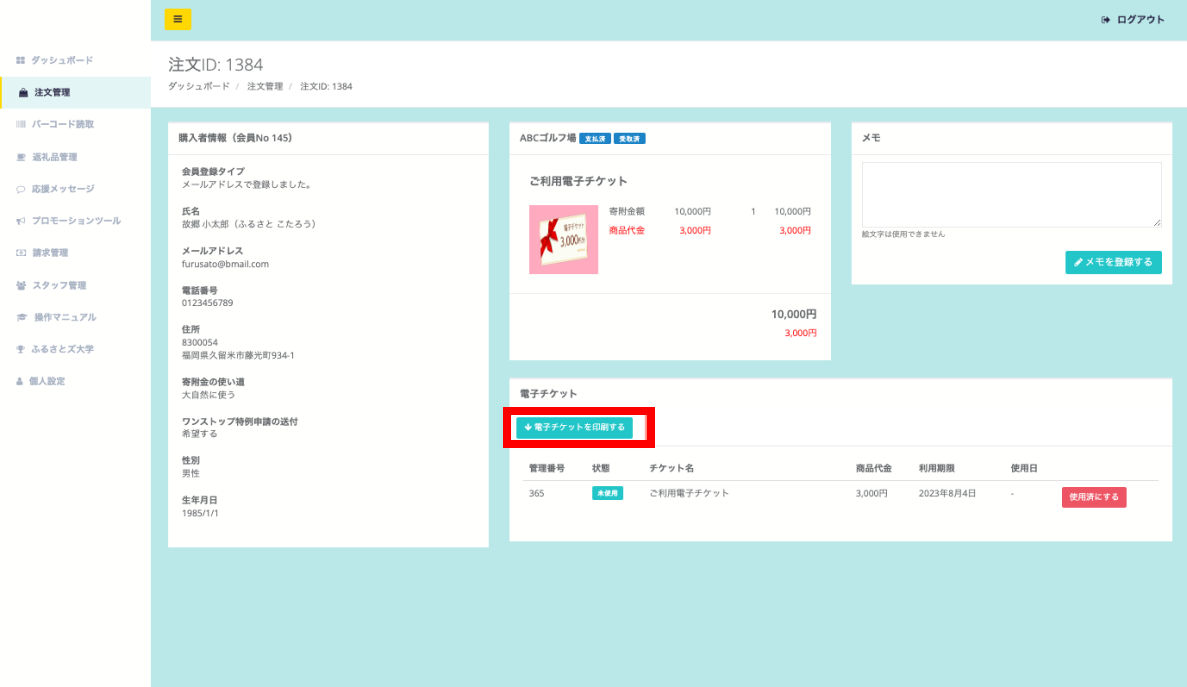 ログアウト
ダッシュボード
注文管理
バーコード読取
返礼品管理
応援メッセージ
プロモーションツール
請求管理
スタッフ管理
操作マニュアル
ふるさとズ大学
個人設定
注文ID: 1384
ダッシュボード / 注文管理 / 注文ID: 1384
購入者情報（会員No 145）
会員登録タイプ
メールアドレスで登録しました。
氏名
故郷 小太郎（ふるさと こたろう）
メールアドレス
furusato@bmail.com
電話番号
0123456789
住所
8300054
福岡県久留米市藤光町934-1
寄附金の使い道
大自然に使う
ワンストップ特例申請の送付
希望する
性別
男性
生年月日
1985/1/1
ABCゴルフ場 支払済 受取済
ご利用電子チケット
電子チケット
3,000円分
寄附金額 10,000円 1 10,000円
商品代金 3,000円 3,000円
10,000円
3,000円
メモ
絵文字は使用できません
メモを登録する
電子チケット
電子チケットを印刷する
管理番号 状態 チケット名 商品代金 利用期限 使用日
365 未使用 ご利用電子チケット 3,000円 2023年8月4日 - 使用済にする